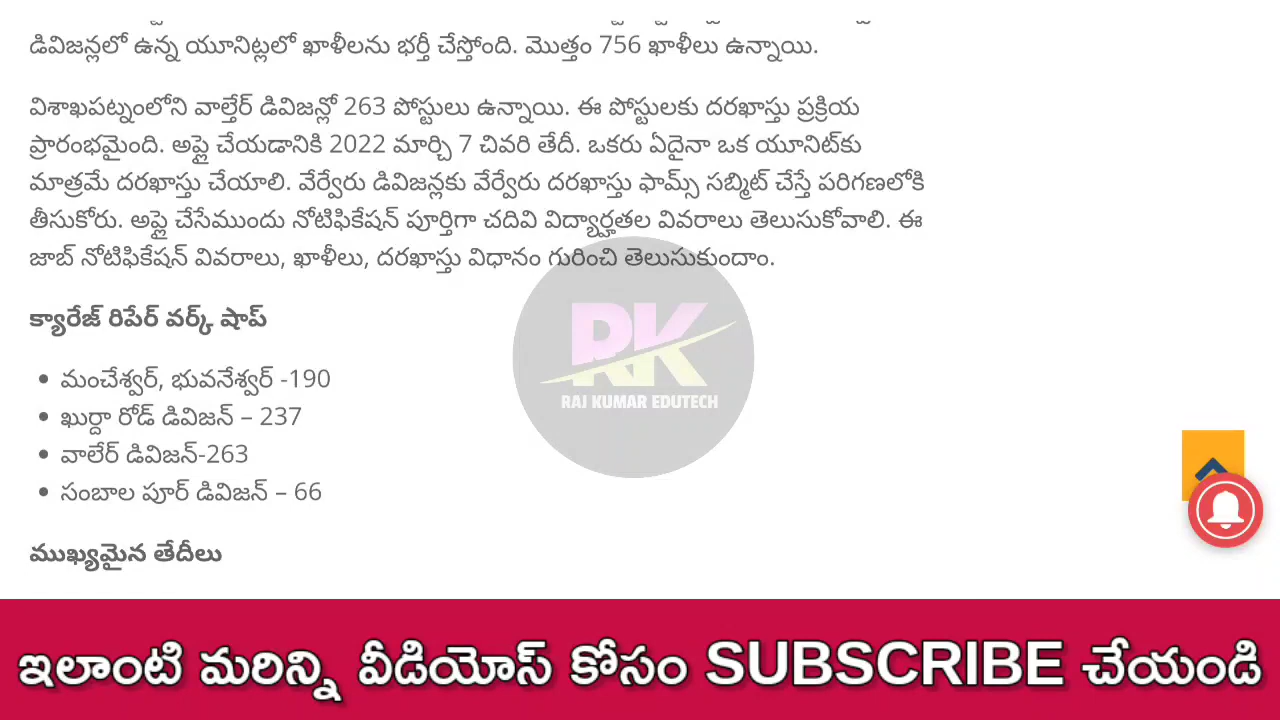 డివిజన్లలో ఉన్న యూనిట్లలో ఖాళీలను భర్తీ చేస్తోంది. మొత్తం 756 ఖాళీలు ఉన్నాయి.
విశాఖపట్నంలోని వాల్తేర్ డివిజన్లో 263 పోస్టులు ఉన్నాయి. ఈ పోస్టులకు దరఖాస్తు ప్రక్రియ
ప్రారంభమైంది. అప్లై చేయడానికి 2022 మార్చి 7 చివరి తేదీ. ఒకరు ఏదైనా ఒక యూనిట్‌కు
మాత్రమే దరఖాస్తు చేయాలి. వేర్వేరు డివిజన్లకు వేర్వేరు దరఖాస్తు ఫామ్స్ సబ్మిట్ చేస్తే పరిగణలోకి
తీసుకోరు. అప్లై చేసేముందు నోటిఫికేషన్ పూర్తిగా చదివి విద్యార్హతల వివరాలు తెలుసుకోవాలి. ఈ
జాబ్ నోటిఫికేషన్ వివరాలు, ఖాళీలు, దరఖాస్తు విధానం గురించి తెలుసుకుందాం.
క్యారేజ్ రిపేర్ వర్క్ షాప్
• మంచేశ్వర్, భువనేశ్వర్ -190
• ఖుర్దా రోడ్ డివిజన్ – 237
• వాలేర్ డివిజన్-263
• సంబాల పూర్ డివిజన్ – 66
RK
RAJ KUMAR EDUTECH
ముఖ్యమైన తేదీలు
ఇలాంటి మరిన్ని వీడియోస్ కోసం SUBSCRIBE చేయండి